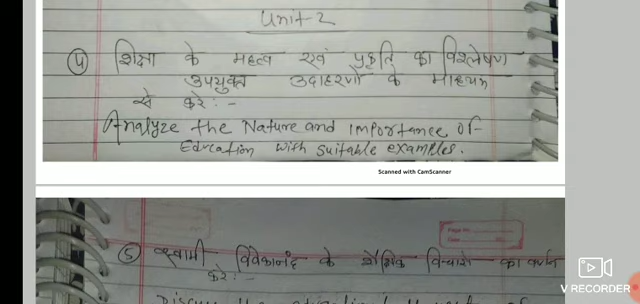 Unit-2
④ शिक्षा के महत्व एवं प्रकृति का विश्लेषण
उपयुक्त उदाहरणों के माध्यम
से करे:-
Analyze the Nature and importance of
Education with suitable examples.
Scanned with CamScanner
⑤ स्वामी विवेकानंद के शैक्षिक विचारो का वर्णन
करे:-
V RECORDER